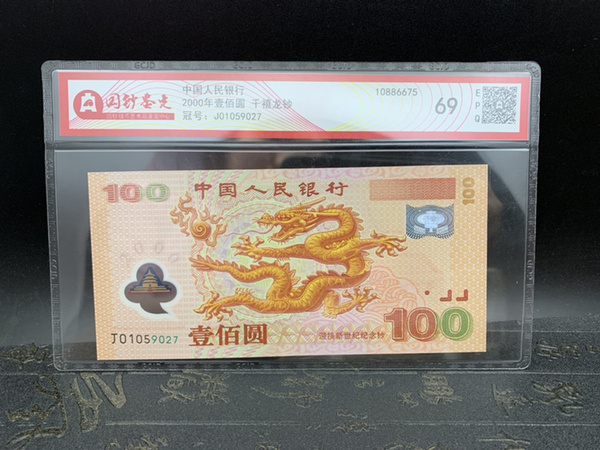 国钞鉴定
中国人民银行
2000年壹佰圆 千禧龙钞
冠号: J01059027
10886675
69
E
P
Q
100
中国人民银行
100
J01059027
壹佰圆
迎接新世纪纪念钞
100